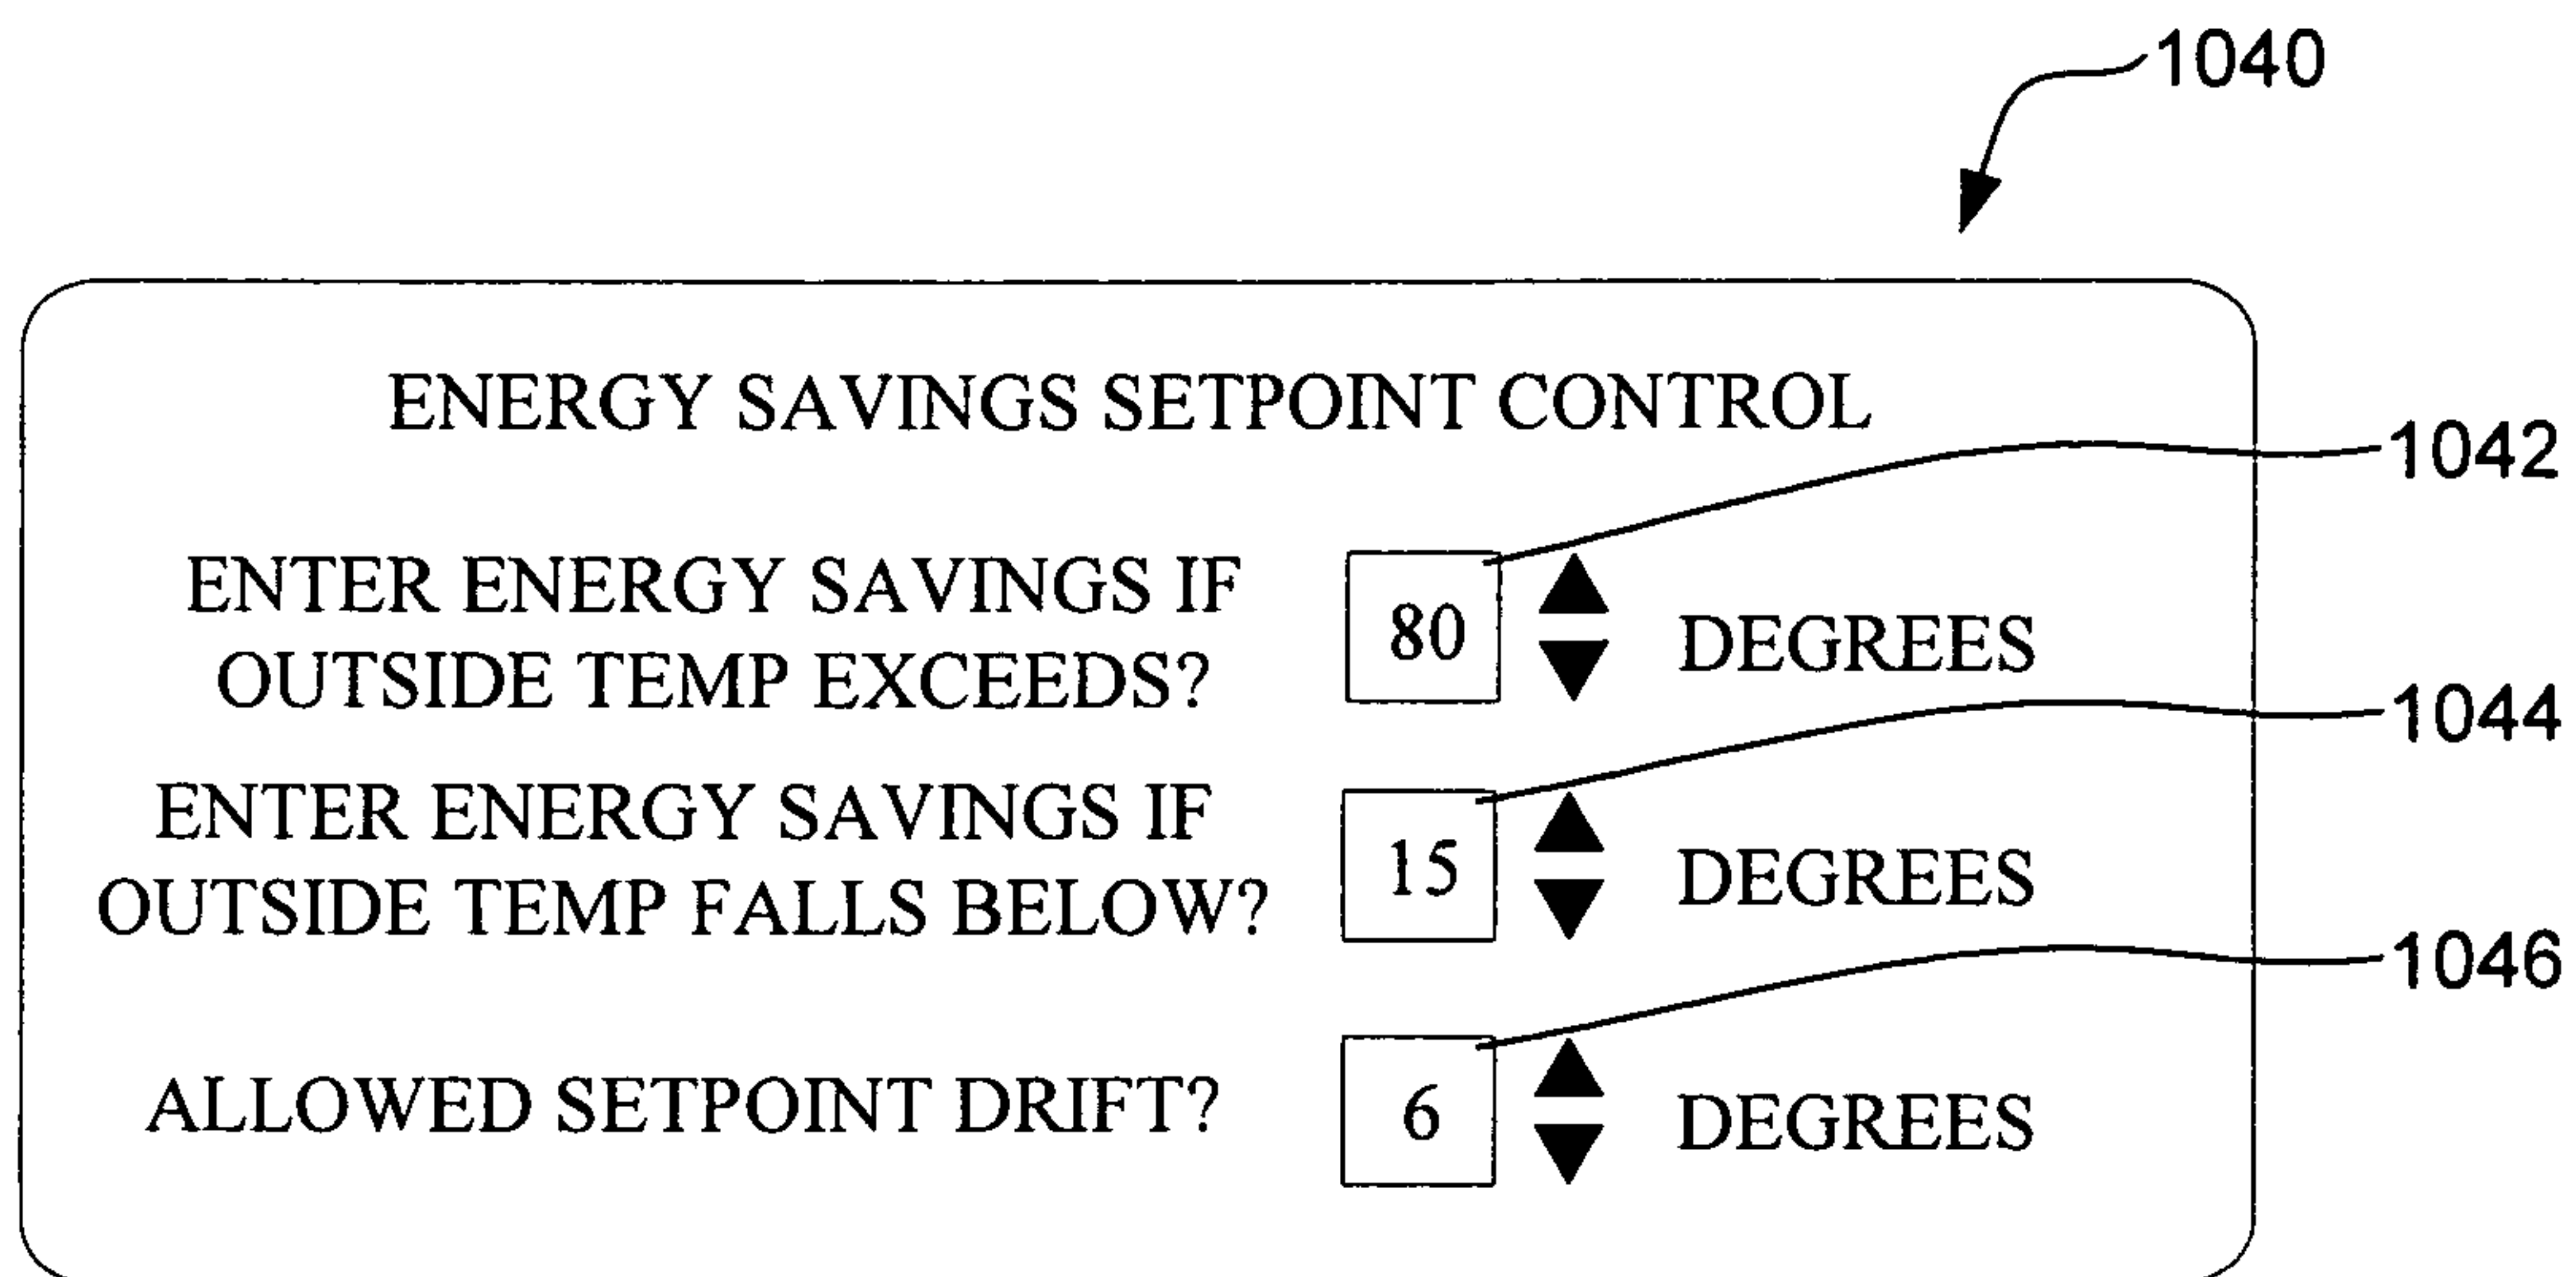 1040
ENERGY SAVINGS SETPOINT CONTROL
1042
ENTER ENERGY SAVINGS IF
OUTSIDE TEMP EXCEEDS?
80
DEGREES
1044
ENTER ENERGY SAVINGS IF
OUTSIDE TEMP FALLS BELOW?
15
DEGREES
1046
ALLOWED SETPOINT DRIFT?
6
DEGREES